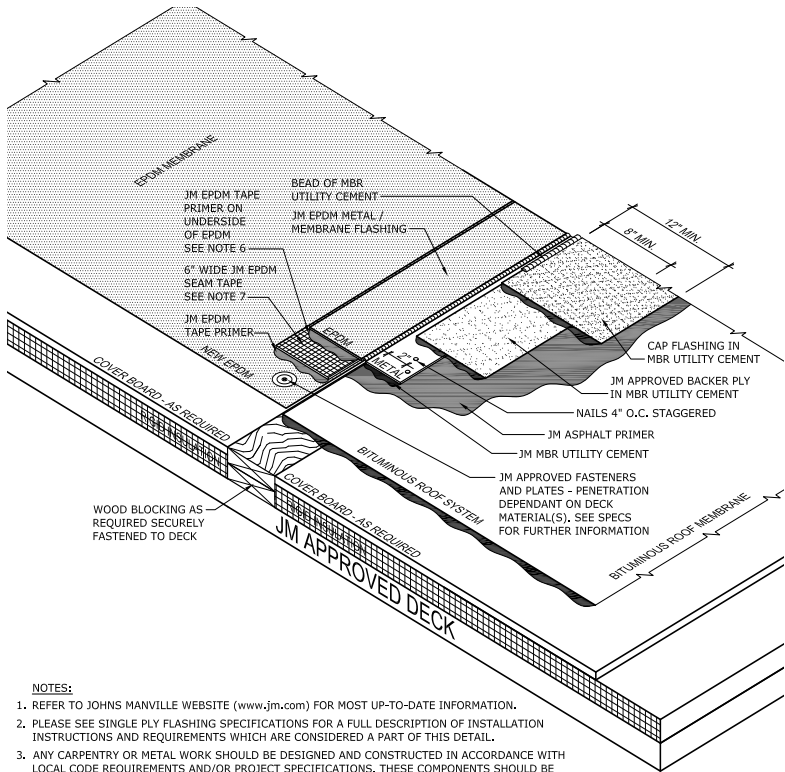 EPDM MEMBRANE
JM EPDM TAPE
PRIMER ON
UNDERSIDE
OF EPDM
SEE NOTE 6
6" WIDE JM EPDM
SEAM TAPE
SEE NOTE 7
JM EPDM
TAPE PRIMER
BEAD OF MBR
UTILITY CEMENT
JM EPDM METAL /
MEMBRANE FLASHING
12" MIN.
8" MIN.
EPDM
2"
METAL
NEW EPDM
CAP FLASHING IN
MBR UTILITY CEMENT
JM APPROVED BACKER PLY
IN MBR UTILITY CEMENT
NAILS 4" O.C. STAGGERED
JM ASPHALT PRIMER
JM MBR UTILITY CEMENT
JM APPROVED FASTENERS
AND PLATES - PENETRATION
DEPENDANT ON DECK
MATERIAL(S). SEE SPECS
FOR FURTHER INFORMATION
COVER BOARD - AS REQUIRED
INSULATION
WOOD BLOCKING AS
REQUIRED SECURELY
FASTENED TO DECK
COVER BOARD - AS REQUIRED
INSULATION
JM APPROVED DECK
BITUMINOUS ROOF SYSTEM
BITUMINOUS ROOF MEMBRANE
NOTES:
1. REFER TO JOHNS MANVILLE WEBSITE (www.jm.com) FOR MOST UP-TO-DATE INFORMATION.
2. PLEASE SEE SINGLE PLY FLASHING SPECIFICATIONS FOR A FULL DESCRIPTION OF INSTALLATION
INSTRUCTIONS AND REQUIREMENTS WHICH ARE CONSIDERED A PART OF THIS DETAIL.
3. ANY CARPENTRY OR METAL WORK SHOULD BE DESIGNED AND CONSTRUCTED IN ACCORDANCE WITH
LOCAL CODE REQUIREMENTS AND/OR PROJECT SPECIFICATIONS. THESE COMPONENTS SHOULD BE